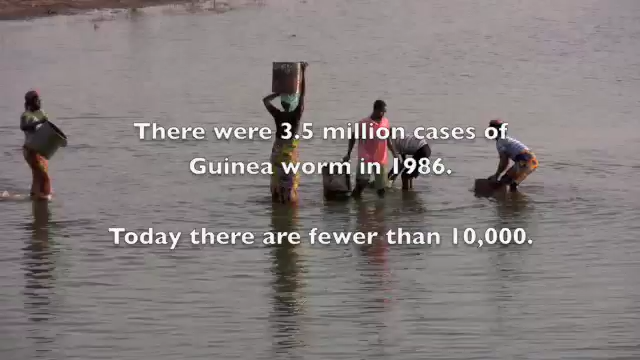 There were 3.5 million cases of
Guinea worm in 1986.
Today there are fewer than 10,000.